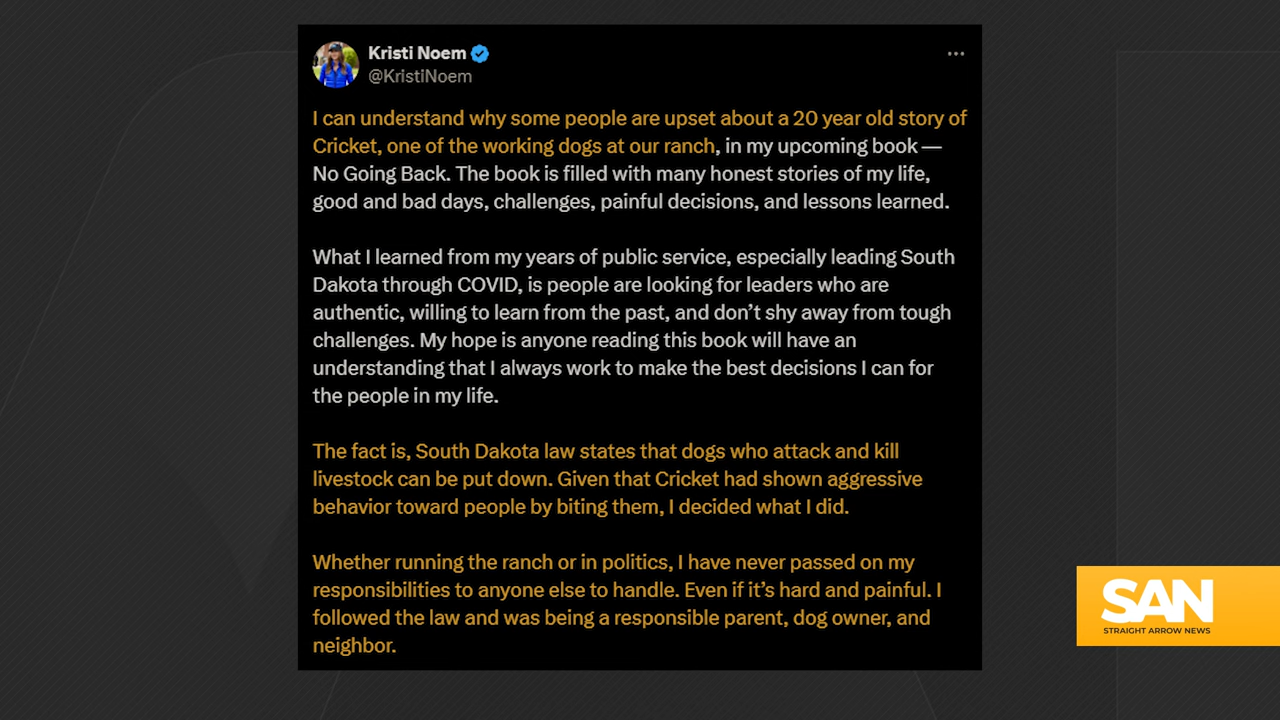 Kristi Noem
@KristiNoem
I can understand why some people are upset about a 20 year old story of
Cricket, one of the working dogs at our ranch, in my upcoming book —
No Going Back. The book is filled with many honest stories of my life,
good and bad days, challenges, painful decisions, and lessons learned.
What I learned from my years of public service, especially leading South
Dakota through COVID, is people are looking for leaders who are
authentic, willing to learn from the past, and don’t shy away from tough
challenges. My hope is anyone reading this book will have an
understanding that I always work to make the best decisions I can for
the people in my life.
The fact is, South Dakota law states that dogs who attack and kill
livestock can be put down. Given that Cricket had shown aggressive
behavior toward people by biting them, I decided what I did.
Whether running the ranch or in politics, I have never passed on my
responsibilities to anyone else to handle. Even if it’s hard and painful. I
followed the law and was being a responsible parent, dog owner, and
neighbor.
SAN
STRAIGHT ARROW NEWS